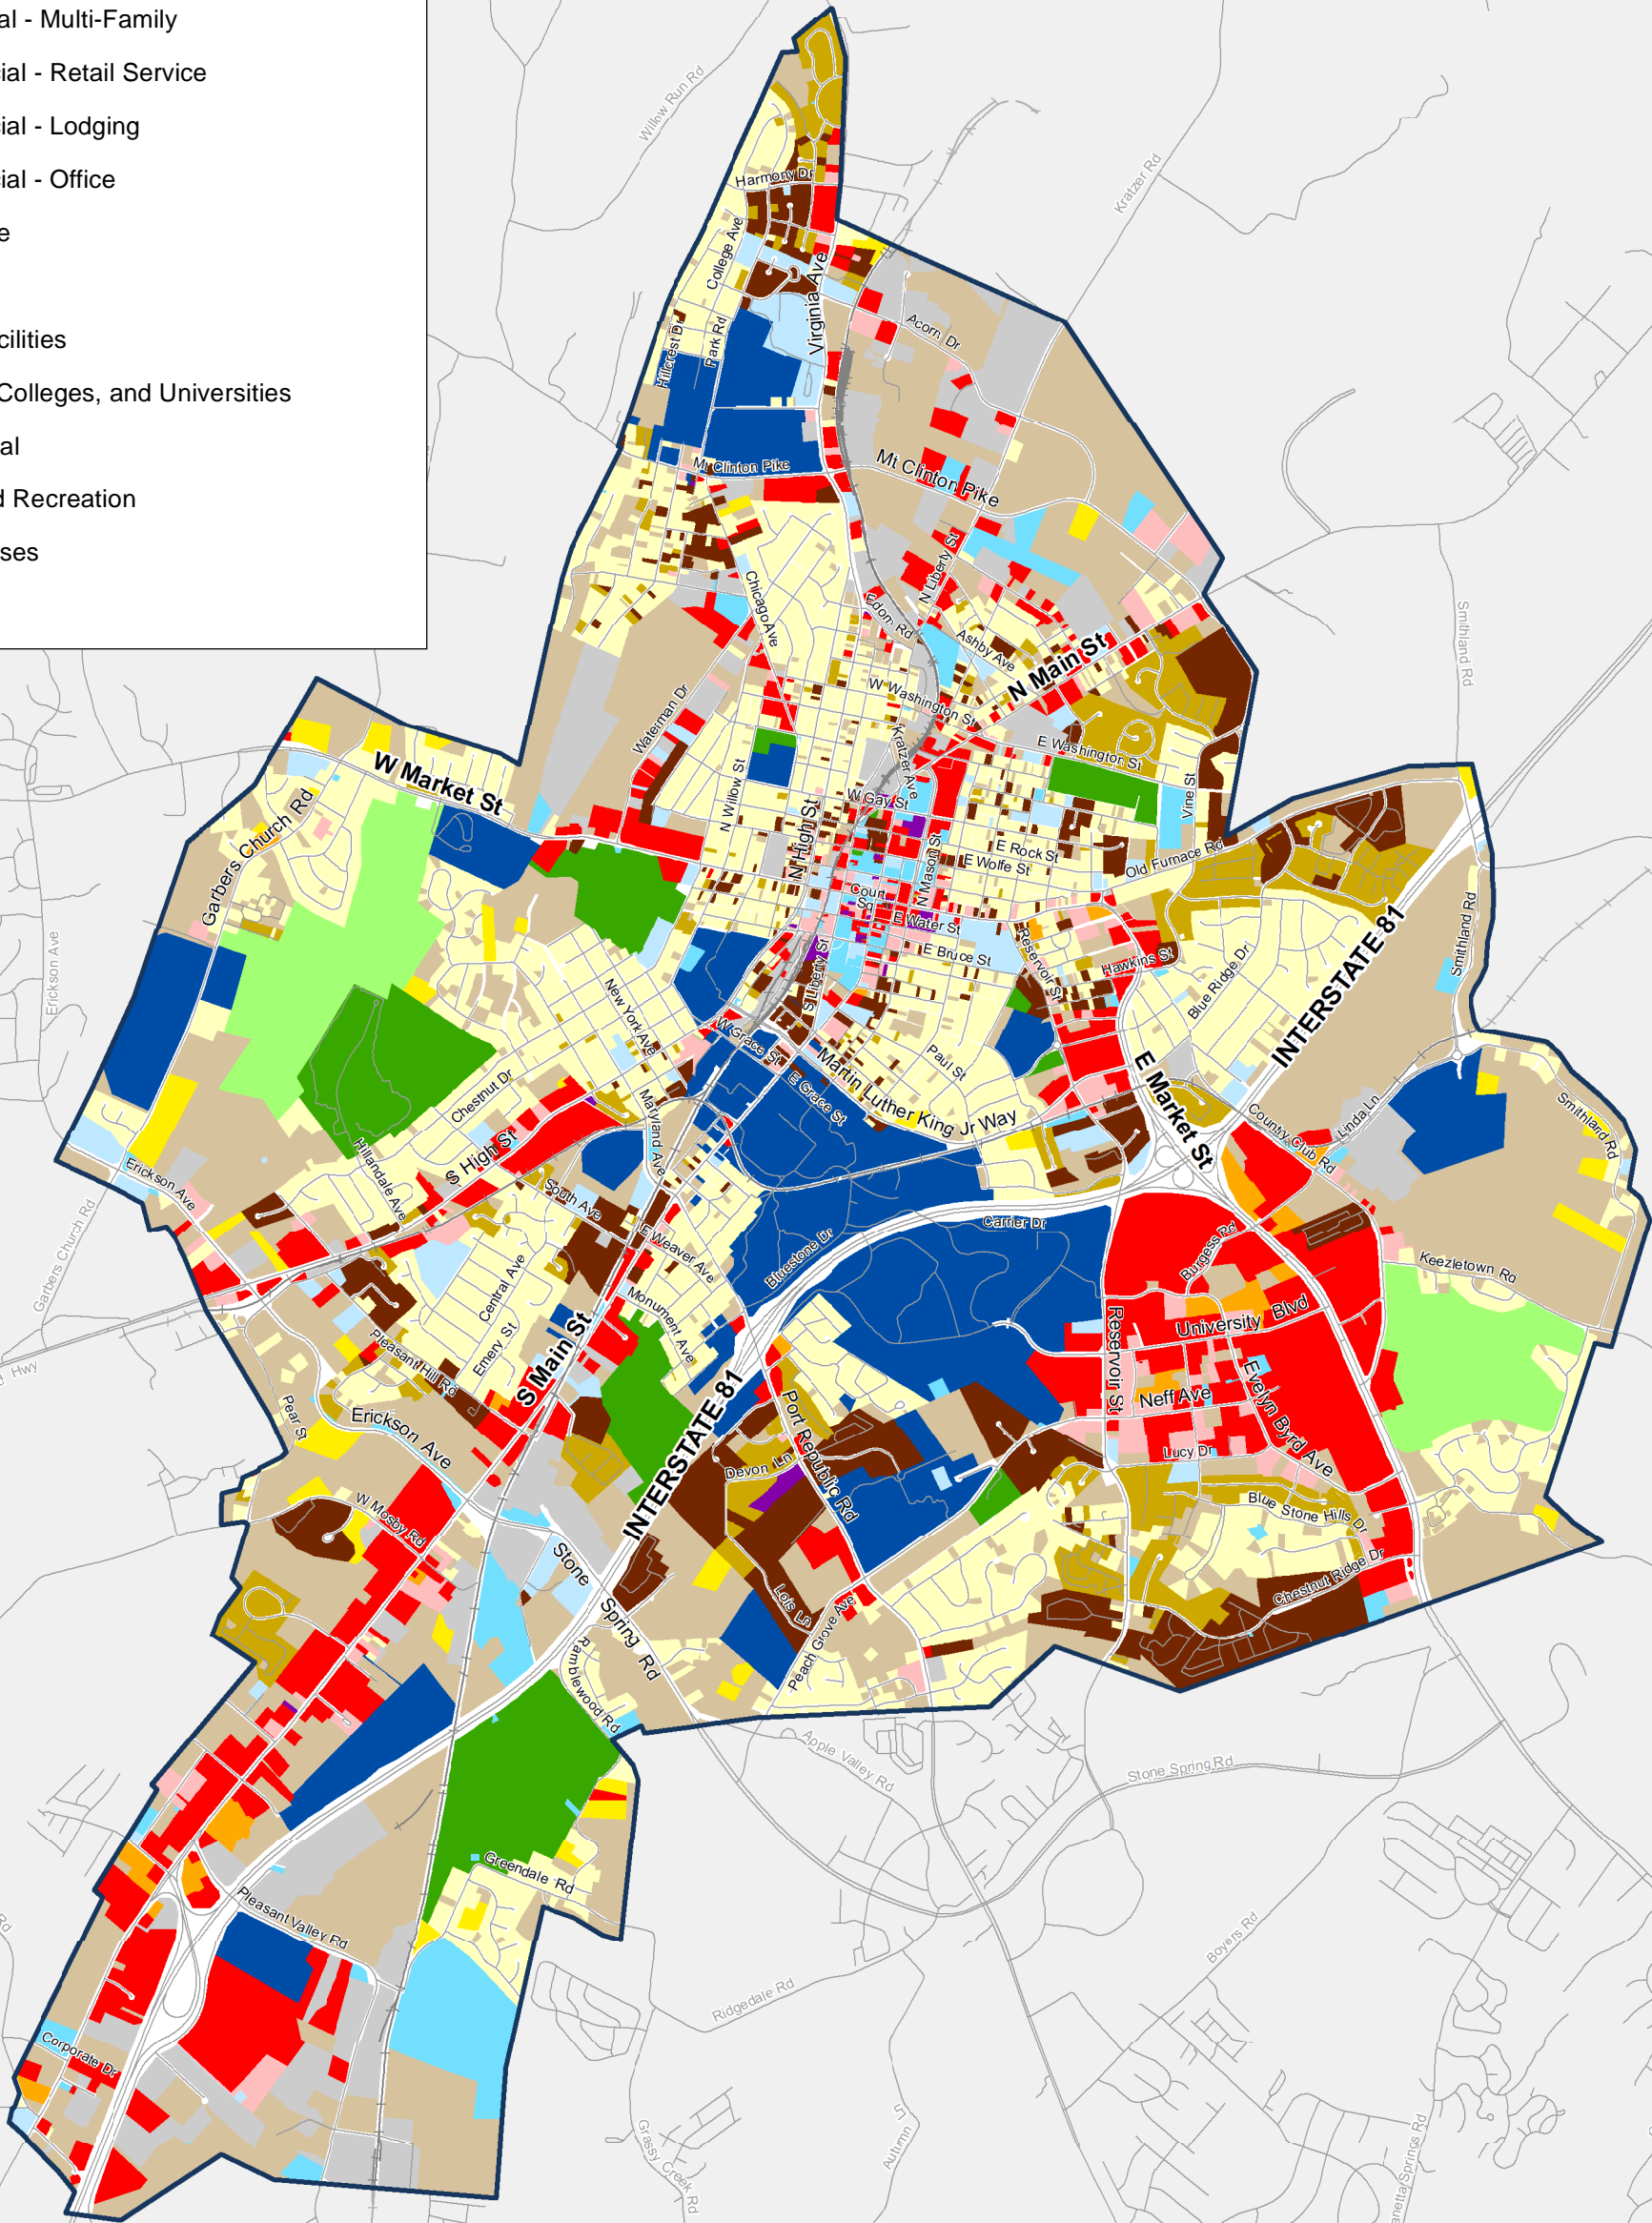 al - Multi-Family
ial - Retail Service
ial - Lodging
ial - Office
e
cilities
Colleges, and Universities
al
d Recreation
ses
Willow Run Rd
Kratzer Rd
Harmony Dr
College Ave
Virginia Ave
Hillcrest Dr
Park Rd
Acorn Dr
Mt Clinton Pike
Mt Clinton Pike
N Liberty St
Chicago Ave
Edom Rd
Ashby Ave
N Main St
Smithland Rd
W Washington St
Waterman Dr
Kratzer Ave
E Washington St
W Market St
N Willow St
W Gay St
Vine St
N High St
N Mason St
E Rock St
E Wolfe St
Old Furnace Rd
Garbers Church Rd
Court
Sq
E Water St
E Bruce St
Reservoir St
Hawkins St
Blue Ridge Dr
INTERSTATE 81
Smithland Rd
Erickson Ave
S Liberty St
New York Ave
W Grace St
E Grace St
Martin Luther King Jr Way
Paul St
E Market St
Chestnut Dr
Maryland Ave
Country Club Rd
Linda Ln
Smithland Rd
S High St
Hillandale Ave
Erickson Ave
South Ave
E Weaver Ave
Bluestone Dr
Carrier Dr
Burgess Rd
Keezletown Rd
Garbers Church Rd
Central Ave
Monument Ave
University Blvd
Reservoir St
Hwy
Pleasant Hill Rd
Emery St
S Main St
INTERSTATE 81
Port Republic Rd
Neff Ave
Evelyn Byrd Ave
Pear St
Erickson Ave
Devon Ln
Lucy Dr
W Mosby Rd
Blue Stone Hills Dr
Stone Spring Rd
Lois Ln
Peach Grove Ave
Chestnut Ridge Dr
Ramblewood Rd
Apple Valley Rd
Stone Spring Rd
Greendale Rd
Pleasant Valley Rd
Rd
Boyers Rd
Ridgedale Rd
Corporate Dr
Grassy Creek Rd
Autumn Ln
anetta Springs Rd